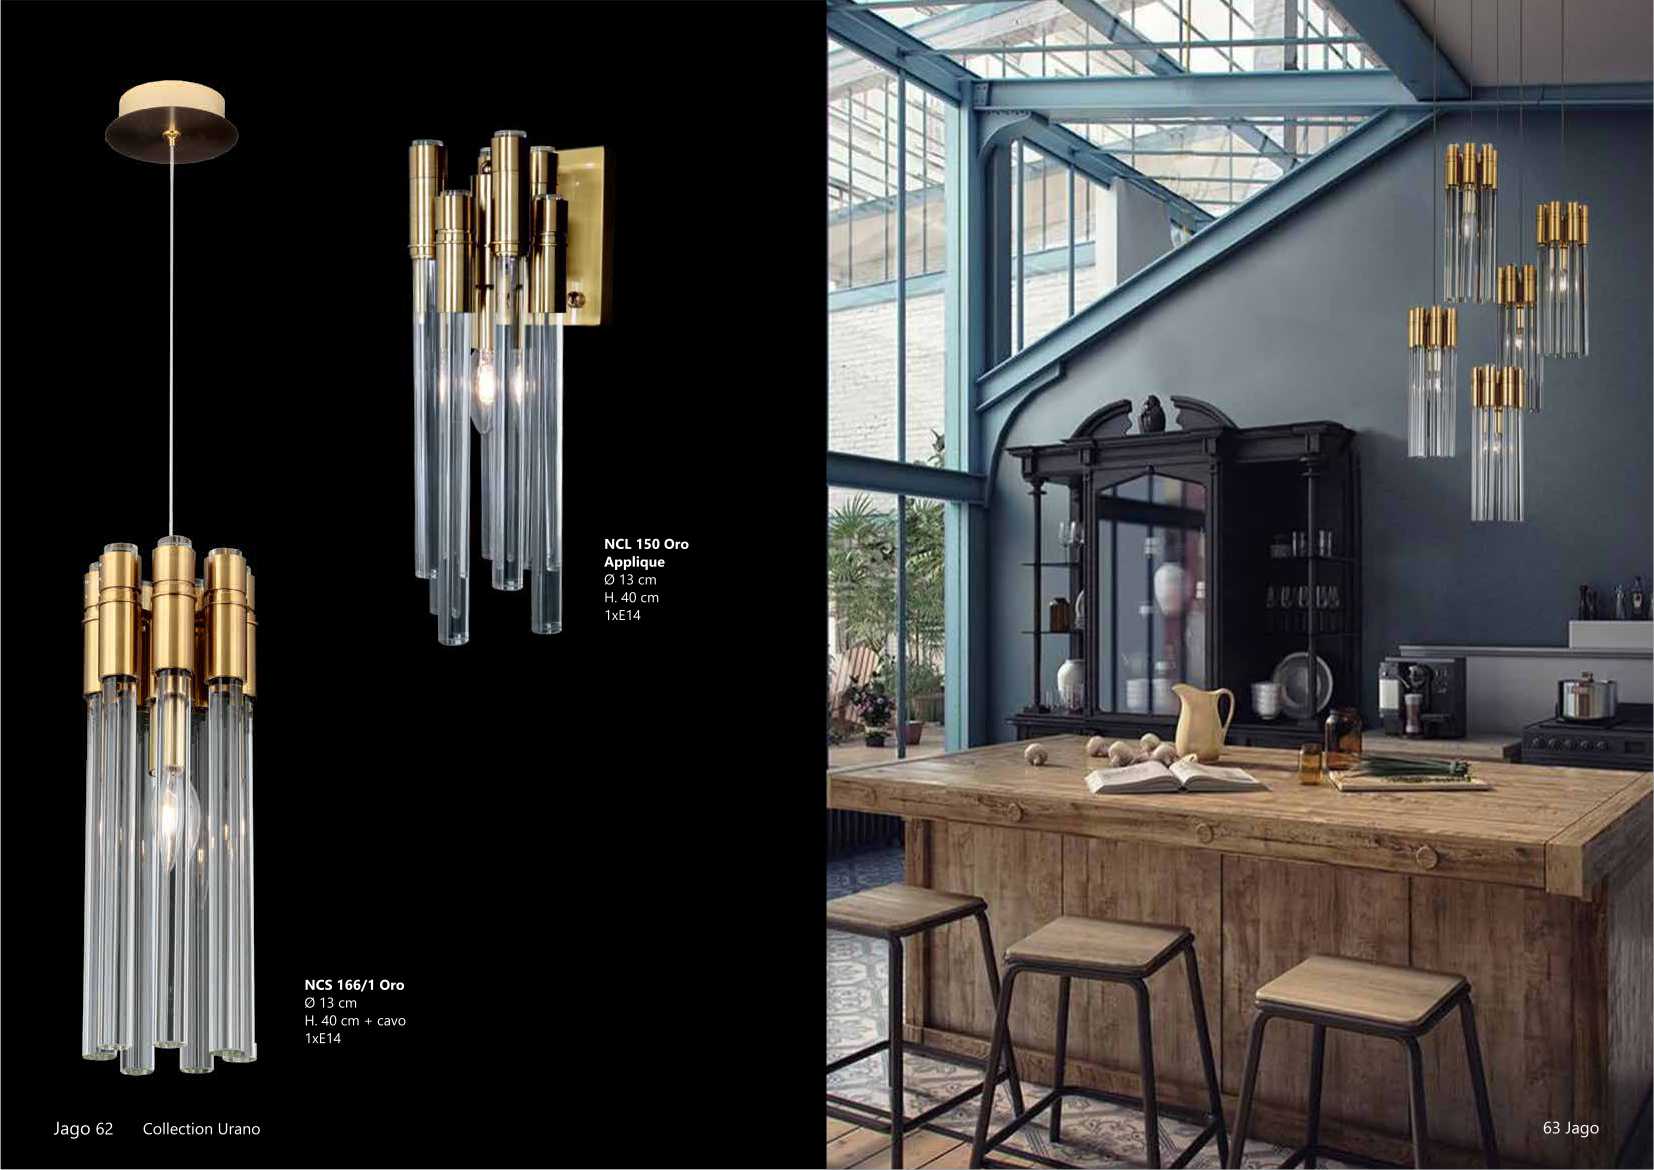 NCL 150 Oro
Applique
Ø 13 cm
H. 40 cm
1xE14
NCS 166/1 Oro
Ø 13 cm
H. 40 cm + cavo
1xE14
Jago 62 Collection Urano
63 Jago